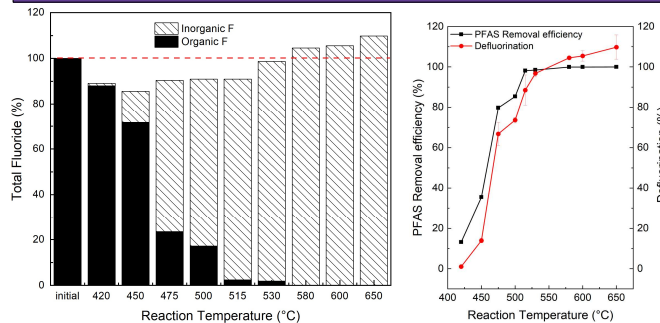 Inorganic F
Organic F
Total Fluoride (%)
120
100
80
60
40
20
0
initial 420 450 475 500 515 530 580 600 650
Reaction Temperature (°C)
PFAS Removal efficiency
Defluorination
PFAS Removal efficiency (%)
120
100
80
60
40
20
0
120
100
80
60
40
20
0
400 450 500 550 600 650
Reaction Temperature (°C)